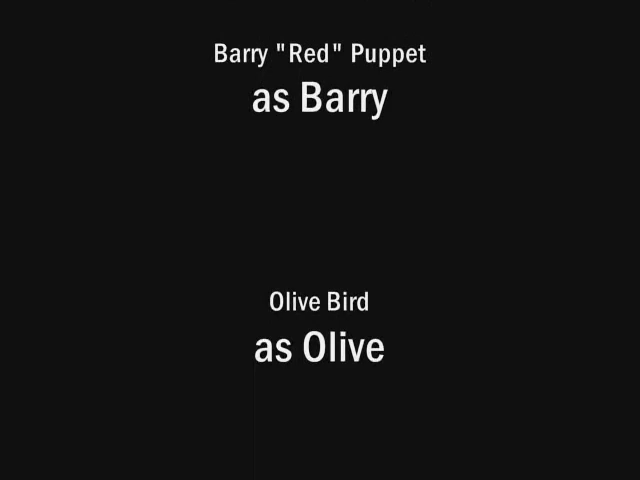 Barry "Red" Puppet
as Barry
Olive Bird
as Olive